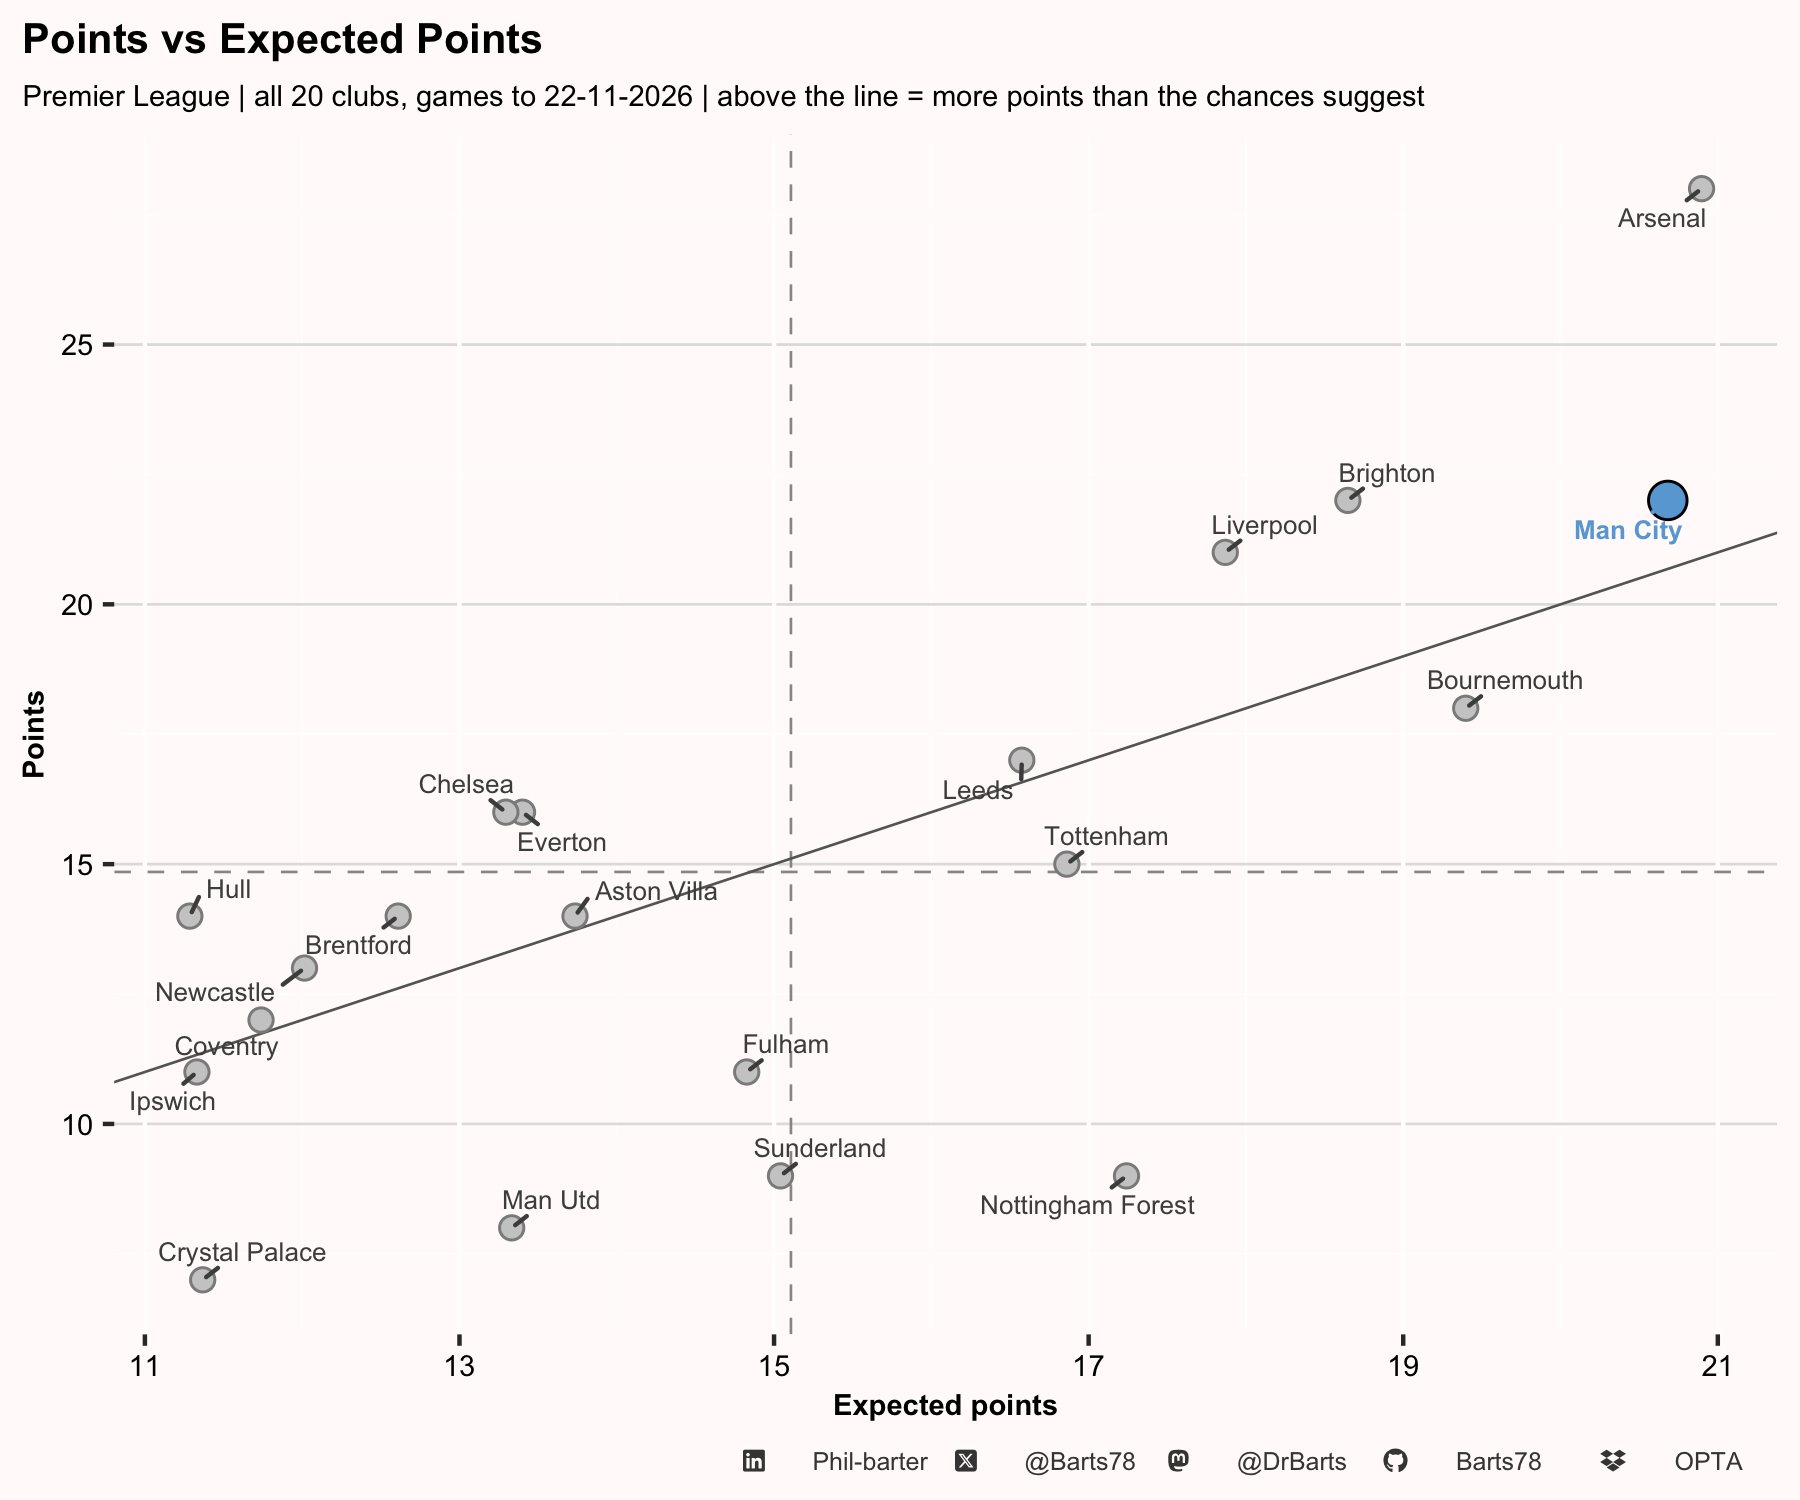 Points vs Expected Points
Premier League | all 20 clubs, games to 22-11-2026 | above the line = more points than the chances suggest
Arsenal
25
Brighton
Liverpool
Man City
20
Bournemouth
Chelsea
Leeds
Everton
Tottenham
15
Hull
Aston Villa
Brentford
Newcastle
Coventry
Fulham
Ipswich
10
Sunderland
Man Utd
Nottingham Forest
Crystal Palace
Points
11 13 15 17 19 21
Expected points
Phil-barter @Barts78 @DrBarts Barts78 OPTA